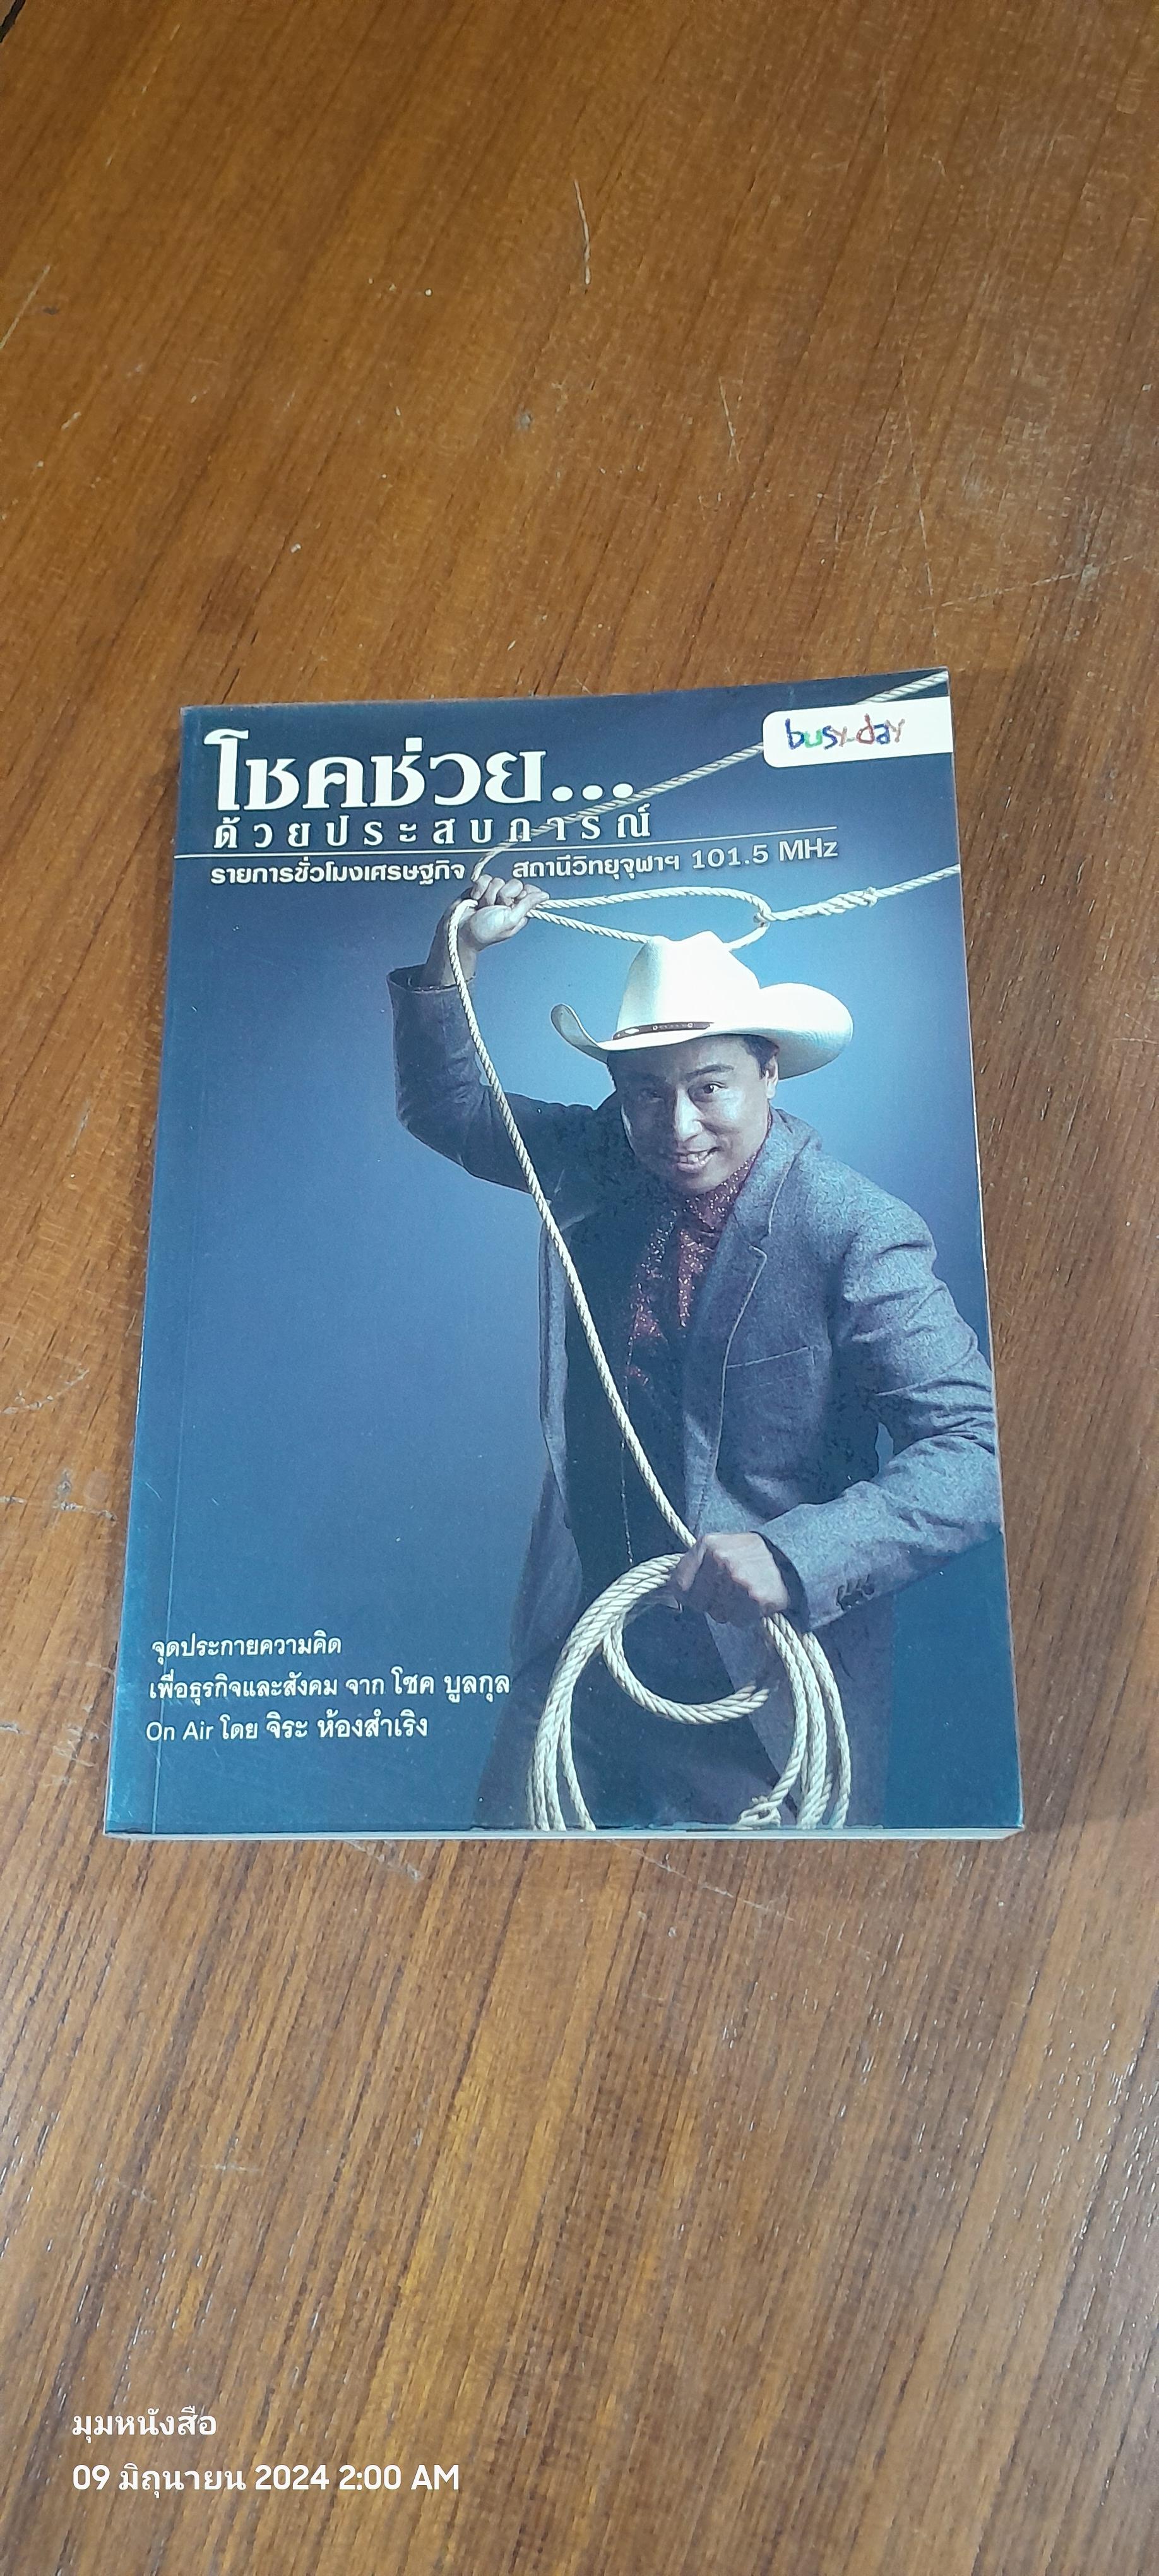 โชคช่วย...
busy-day
ด้วยประสบการณ์
รายการชั่วโมงเศรษฐกิจ สถานีวิทยุจุฬาฯ 101.5 MHz
จุดประกายความคิด
เพื่อธุรกิจและสังคม จาก โชค บูลกุล
On Air โดย จิระ ห้องสำเริง
มุมหนังสือ
09 มิถุนายน 2024 2:00 AM